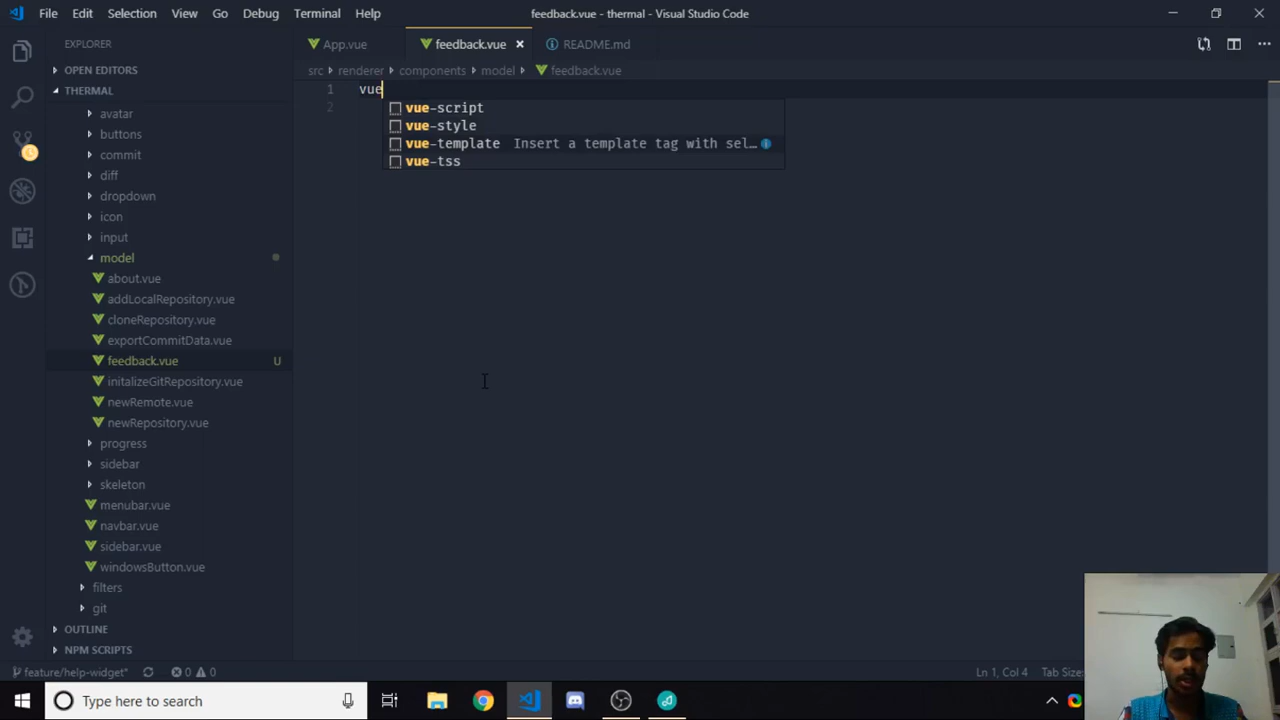 File Edit Selection View Go Debug Terminal Help
feedback.vue - thermal - Visual Studio Code
EXPLORER
App.vue
feedback.vue
README.md
OPEN EDITORS
src renderer components model feedback.vue
THERMAL
1 vue
2
vue-script
vue-style
vue-template Insert a template tag with sel…
vue-tss
avatar
buttons
commit
diff
dropdown
icon
input
model
about.vue
addLocalRepository.vue
cloneRepository.vue
exportCommitData.vue
feedback.vue U
initalizeGitRepository.vue
newRemote.vue
newRepository.vue
progress
sidebar
skeleton
menubar.vue
navbar.vue
sidebar.vue
windowsButton.vue
filters
git
OUTLINE
NPM SCRIPTS
feature/help-widget* 0 0
Ln 1, Col 4 Tab Size:
Type here to search